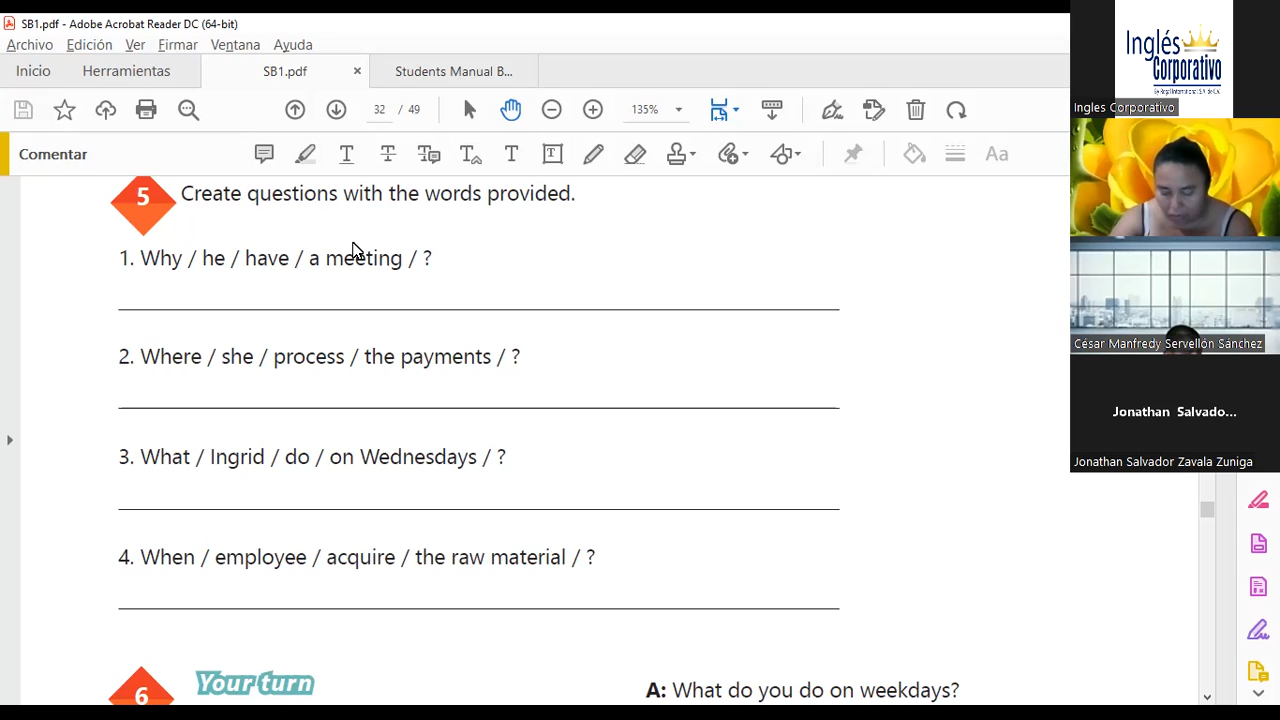 SB1.pdf - Adobe Acrobat Reader DC (64-bit)
Archivo Edición Ver Firmar Ventana Ayuda
Inicio Herramientas SB1.pdf × Students Manual B...
32 / 49 135%
Comentar
Aa
5 Create questions with the words provided.
1. Why / he / have / a meeting / ?
2. Where / she / process / the payments / ?
3. What / Ingrid / do / on Wednesdays / ?
4. When / employee / acquire / the raw material / ?
6 Your turn
A: What do you do on weekdays?
Inglés
Corporativo
Ingles Corporativo
César Manfredy Servellón Sánchez
Jonathan Salvado...
Jonathan Salvador Zavala Zuniga